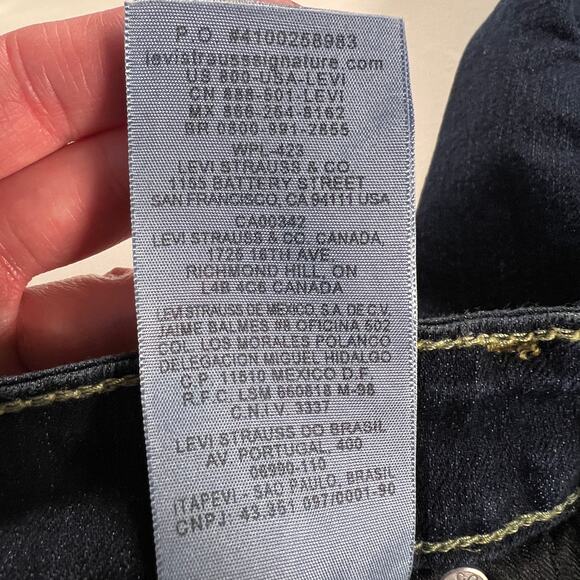 P O #4100258983
levistrausssignature.com
US 800-USA-LEVI
CN 888-501-LEVI
MX 866-264-8162
BR 0800-891-2855
WPL-423
LEVI STRAUSS & CO.
1155 BATTERY STREET
SAN FRANCISCO, CA 94111 USA
CA00342
LEVI STRAUSS & CO. CANADA,
1725 16TH AVE.
RICHMOND HILL, ON
L4B 4C6 CANADA
LEVI STRAUSS DE MEXICO, S.A. DE C.V.
JAIME BALMES #8 OFICINA 602
COL. LOS MORALES POLANCO
DELEGACION MIGUEL HIDALGO
C.P. 11510 MEXICO D.F.
R.F.C. LSM 650818 M-98
C.N.I.V. 3337
LEVI STRAUSS DO BRASIL
AV. PORTUGAL, 400
06690-110
ITAPEVI - SAO PAULO, BRASIL
CNPJ: 43.351 097/0001-90